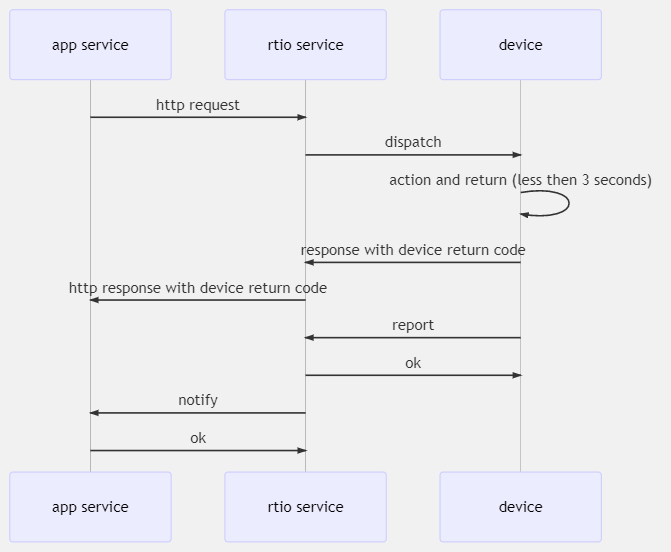 app service
rtio service
device
http request
dispatch
action and return (less then 3 seconds)
response with device return code
http response with device return code
report
ok
notify
ok
app service
rtio service
device